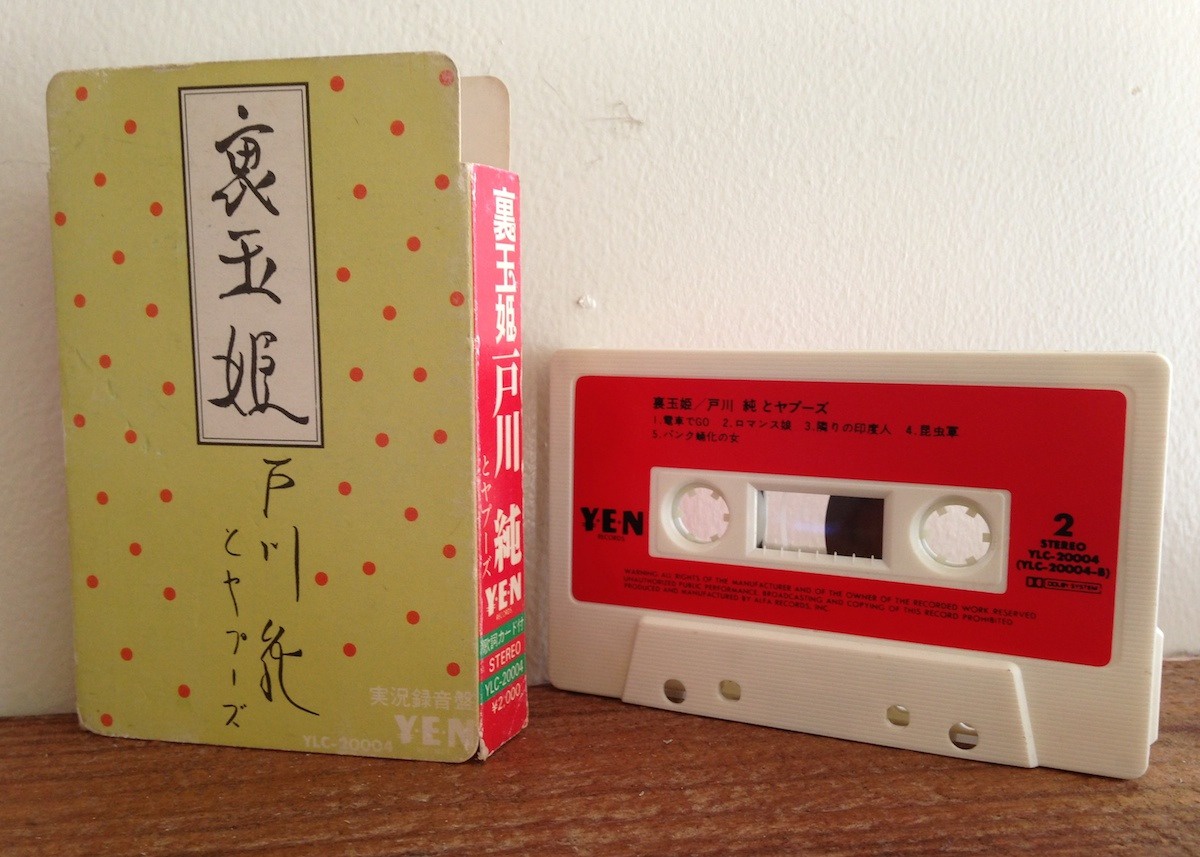 裏玉姫
戸川純
とヤプーズ
実況録音盤
Y·E·N
YLC-20004
裏玉姫 戸川 純
とヤプーズ
Y·E·N
RECORDS
歌詞カード付
STEREO
YLC-20004
¥2,000
裏玉姫/戸川 純 とヤプーズ
1.電車でGO 2.ロマンス娘 3.隣りの印度人 4.昆虫軍
5.パンク蛹化の女
Y·E·N
RECORDS
2
STEREO
YLC-20004
(YLC-20004-B)
DOLBY SYSTEM
WARNING: ALL RIGHTS OF THE MANUFACTURER AND OF THE OWNER OF THE RECORDED WORK RESERVED
UNAUTHORIZED PUBLIC PERFORMANCE, BROADCASTING AND COPYING OF THIS RECORD PROHIBITED
PRODUCED AND MANUFACTURED BY ALFA RECORDS, INC.